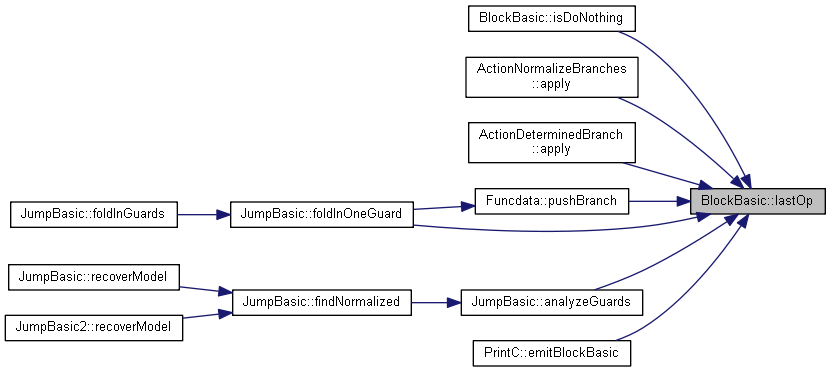 BlockBasic::isDoNothing
ActionNormalizeBranches
::apply
ActionDeterminedBranch
::apply
Funcdata::pushBranch
BlockBasic::lastOp
JumpBasic::foldInGuards
JumpBasic::foldInOneGuard
JumpBasic::recoverModel
JumpBasic::findNormalized
JumpBasic::analyzeGuards
JumpBasic2::recoverModel
PrintC::emitBlockBasic